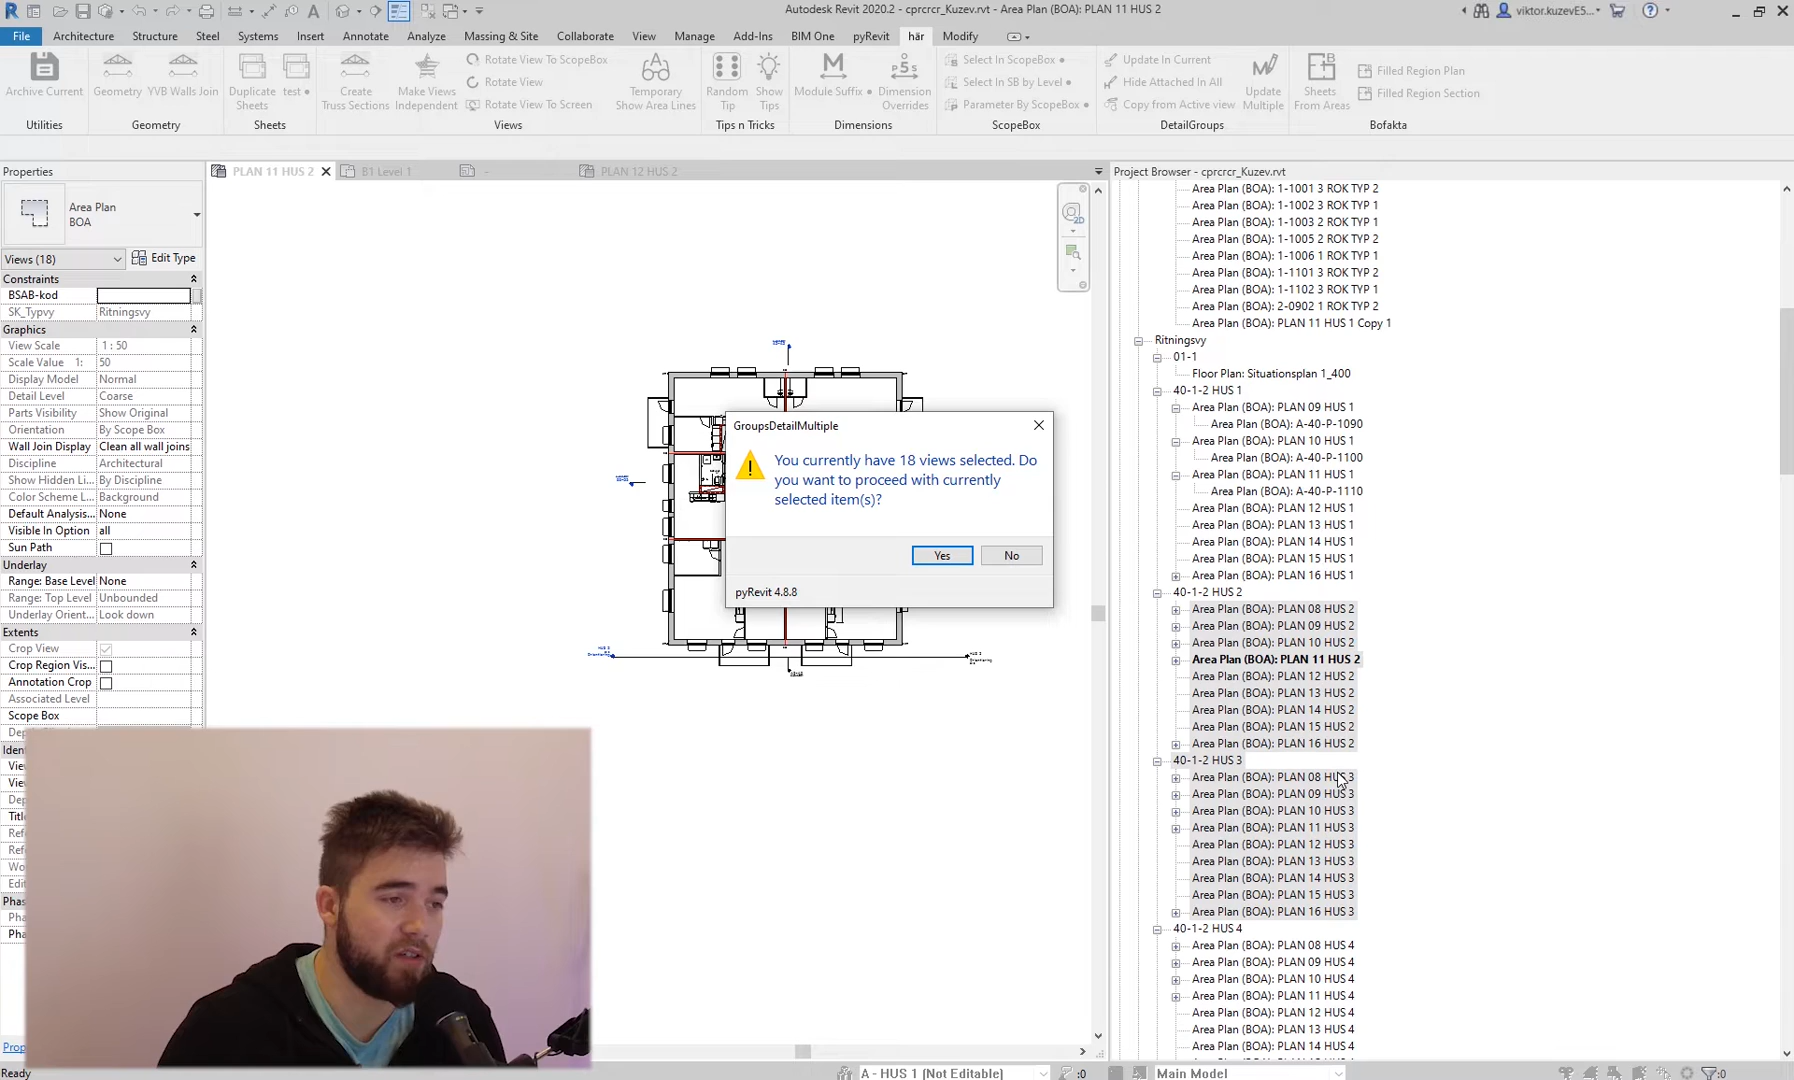 Autodesk Revit 2020.2 - cprcrcr_Kuzev.rvt - Area Plan (BOA): PLAN 11 HUS 2
viktor.kuzevE5...
File Architecture Structure Steel Systems Insert Annotate Analyze Massing & Site Collaborate View Manage Add-Ins BIM One pyRevit här Modify
Archive Current
Utilities
Geometry
YVB Walls Join
Geometry
Duplicate Sheets
test
Sheets
Create Truss Sections
Make Views Independent
Rotate View To ScopeBox
Rotate View
Rotate View To Screen
Temporary Show Area Lines
Views
Random Tip
Show Tips
Tips n Tricks
Module Suffix
Dimension Overrides
Dimensions
Select In ScopeBox
Select In SB by Level
Parameter By ScopeBox
ScopeBox
Update In Current
Hide Attached In All
Copy from Active view
Update Multiple
DetailGroups
Sheets From Areas
Filled Region Plan
Filled Region Section
Bofakta
Properties
Area Plan
BOA
Views (18)
Edit Type
Constraints
BSAB-kod
SK_Typvy Ritningsvy
Graphics
View Scale 1 : 50
Scale Value 1: 50
Display Model Normal
Detail Level Coarse
Parts Visibility Show Original
Orientation By Scope Box
Wall Join Display Clean all wall joins
Discipline Architectural
Show Hidden Li... By Discipline
Color Scheme L... Background
Default Analysis... None
Visible In Option all
Sun Path
Underlay
Range: Base Level None
Range: Top Level Unbounded
Underlay Orient... Look down
Extents
Crop View
Crop Region Vis...
Annotation Crop
Associated Level
Scope Box
Ready
PLAN 11 HUS 2
B1 Level 1
-
PLAN 12 HUS 2
2D
GroupsDetailMultiple
You currently have 18 views selected. Do
you want to proceed with currently
selected item(s)?
Yes No
pyRevit 4.8.8
A - HUS 1 (Not Editable)
:0
Main Model
:0
Project Browser - cprcrcr_Kuzev.rvt
Area Plan (BOA): 1-1001 3 ROK TYP 2
Area Plan (BOA): 1-1002 3 ROK TYP 1
Area Plan (BOA): 1-1003 2 ROK TYP 1
Area Plan (BOA): 1-1005 2 ROK TYP 2
Area Plan (BOA): 1-1006 1 ROK TYP 1
Area Plan (BOA): 1-1101 3 ROK TYP 2
Area Plan (BOA): 1-1102 3 ROK TYP 1
Area Plan (BOA): 2-0902 1 ROK TYP 2
Area Plan (BOA): PLAN 11 HUS 1 Copy 1
Ritningsvy
01-1
Floor Plan: Situationsplan 1_400
40-1-2 HUS 1
Area Plan (BOA): PLAN 09 HUS 1
Area Plan (BOA): A-40-P-1090
Area Plan (BOA): PLAN 10 HUS 1
Area Plan (BOA): A-40-P-1100
Area Plan (BOA): PLAN 11 HUS 1
Area Plan (BOA): A-40-P-1110
Area Plan (BOA): PLAN 12 HUS 1
Area Plan (BOA): PLAN 13 HUS 1
Area Plan (BOA): PLAN 14 HUS 1
Area Plan (BOA): PLAN 15 HUS 1
Area Plan (BOA): PLAN 16 HUS 1
40-1-2 HUS 2
Area Plan (BOA): PLAN 08 HUS 2
Area Plan (BOA): PLAN 09 HUS 2
Area Plan (BOA): PLAN 10 HUS 2
Area Plan (BOA): PLAN 11 HUS 2
Area Plan (BOA): PLAN 12 HUS 2
Area Plan (BOA): PLAN 13 HUS 2
Area Plan (BOA): PLAN 14 HUS 2
Area Plan (BOA): PLAN 15 HUS 2
Area Plan (BOA): PLAN 16 HUS 2
40-1-2 HUS 3
Area Plan (BOA): PLAN 08 HUS 3
Area Plan (BOA): PLAN 09 HUS 3
Area Plan (BOA): PLAN 10 HUS 3
Area Plan (BOA): PLAN 11 HUS 3
Area Plan (BOA): PLAN 12 HUS 3
Area Plan (BOA): PLAN 13 HUS 3
Area Plan (BOA): PLAN 14 HUS 3
Area Plan (BOA): PLAN 15 HUS 3
Area Plan (BOA): PLAN 16 HUS 3
40-1-2 HUS 4
Area Plan (BOA): PLAN 08 HUS 4
Area Plan (BOA): PLAN 09 HUS 4
Area Plan (BOA): PLAN 10 HUS 4
Area Plan (BOA): PLAN 11 HUS 4
Area Plan (BOA): PLAN 12 HUS 4
Area Plan (BOA): PLAN 13 HUS 4
Area Plan (BOA): PLAN 14 HUS 4